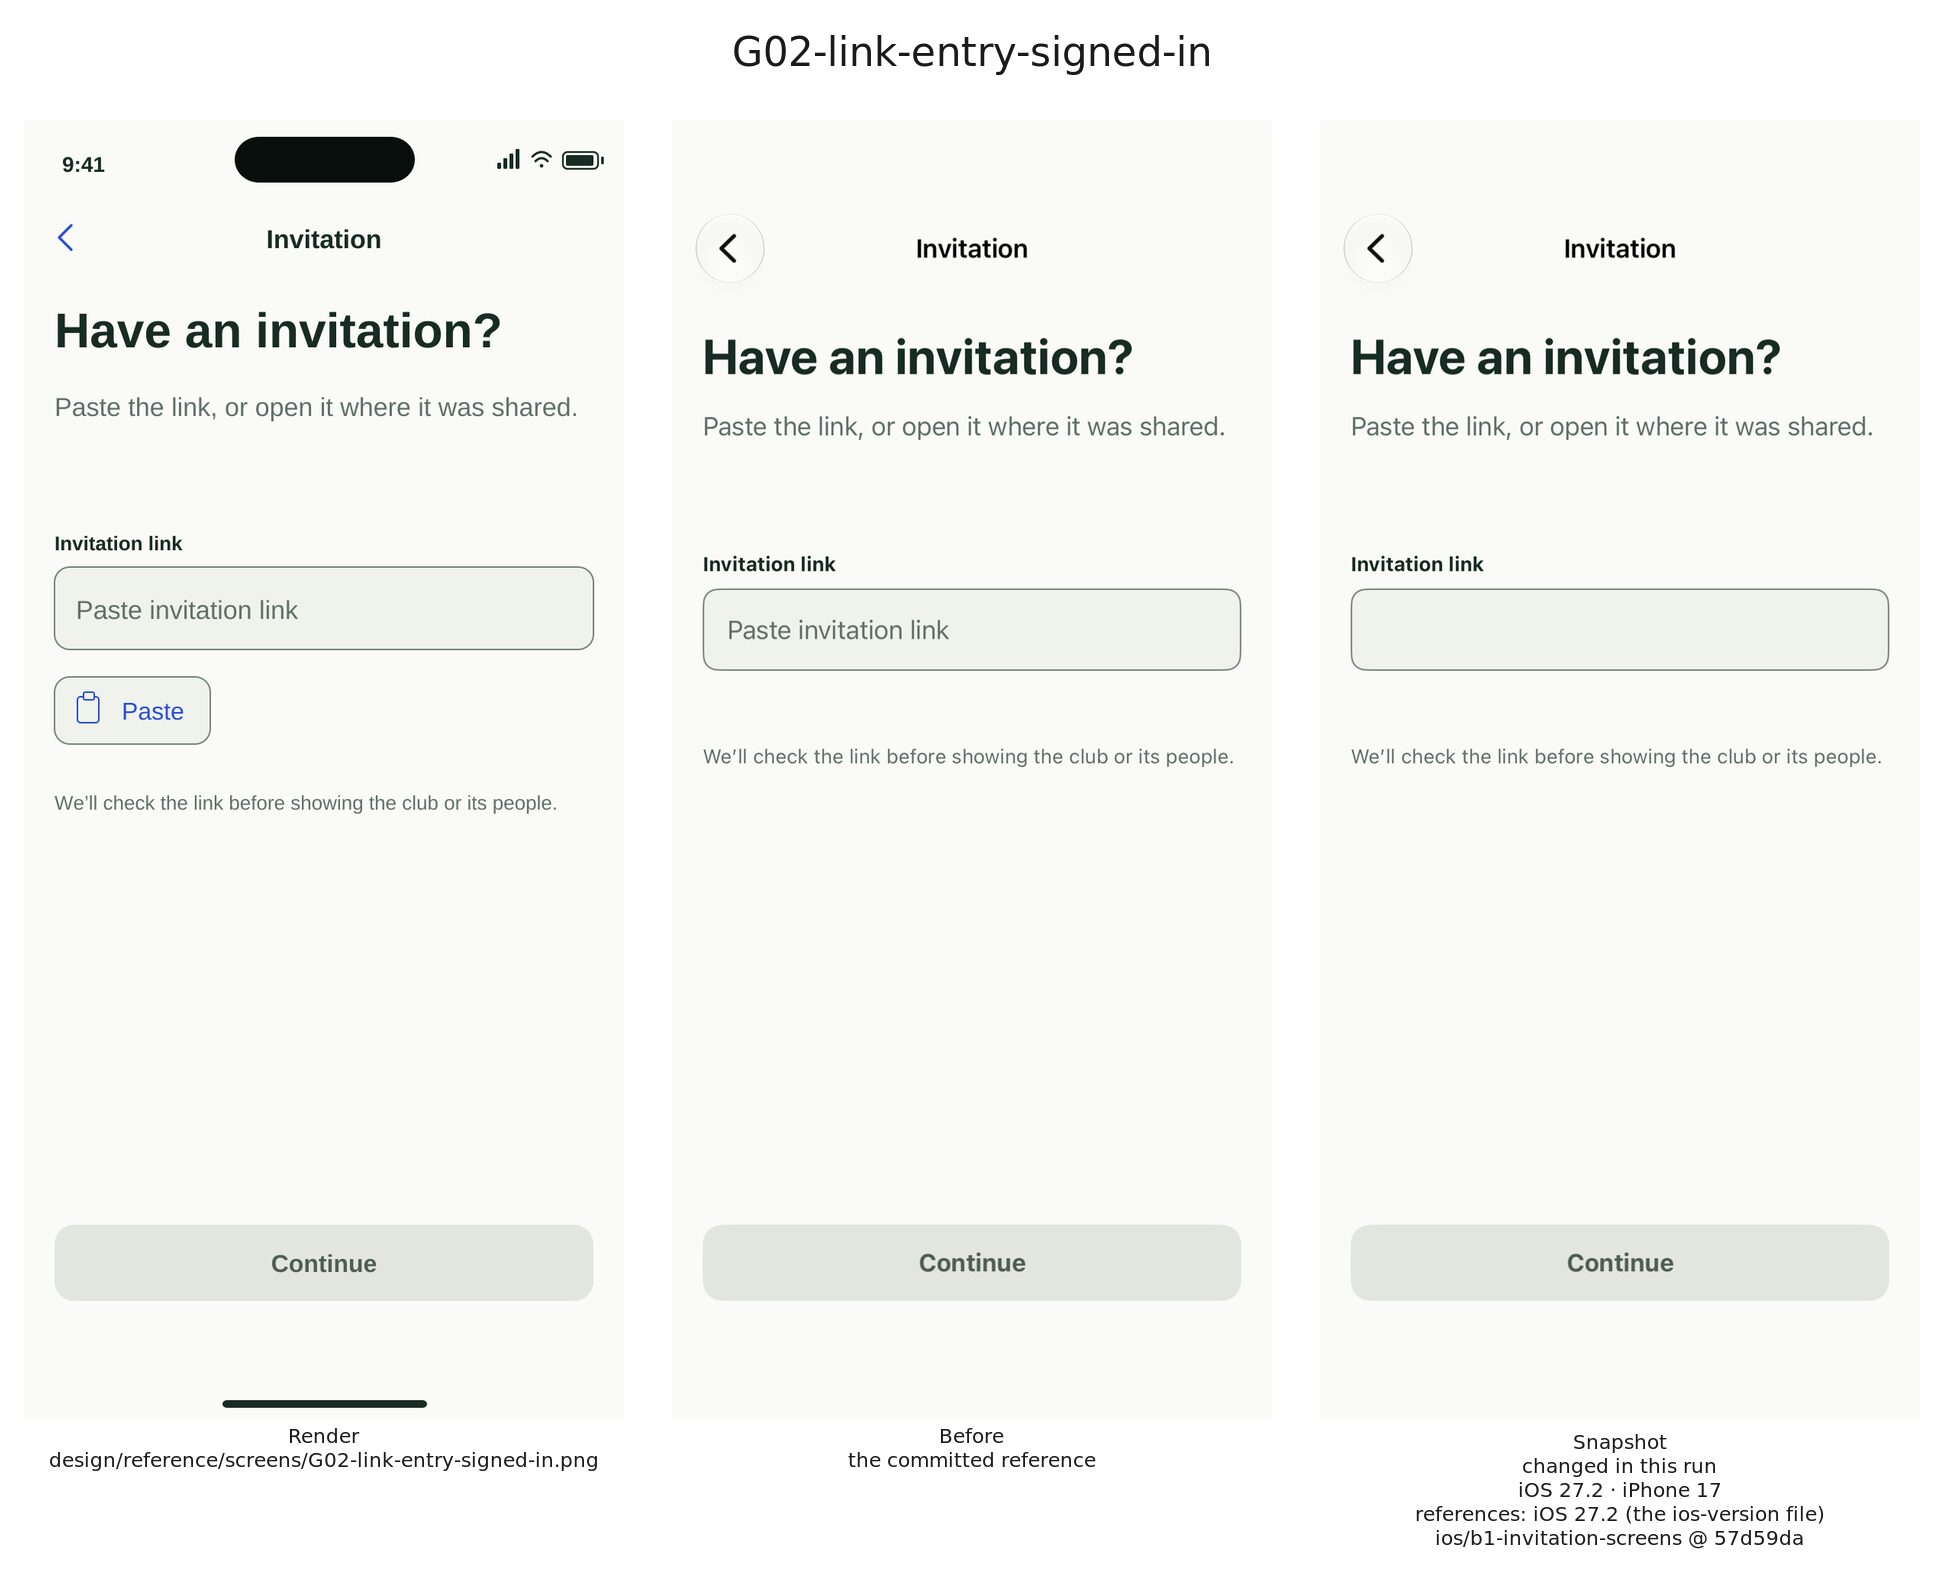 G02-link-entry-signed-in
9:41
Invitation
Have an invitation?
Paste the link, or open it where it was shared.
Invitation link
Paste invitation link
Paste
We’ll check the link before showing the club or its people.
Continue
Render
design/reference/screens/G02-link-entry-signed-in.png
Invitation
Have an invitation?
Paste the link, or open it where it was shared.
Invitation link
Paste invitation link
We’ll check the link before showing the club or its people.
Continue
Before
the committed reference
Invitation
Have an invitation?
Paste the link, or open it where it was shared.
Invitation link
We’ll check the link before showing the club or its people.
Continue
Snapshot
changed in this run
iOS 27.2 · iPhone 17
references: iOS 27.2 (the ios-version file)
ios/b1-invitation-screens @ 57d59da